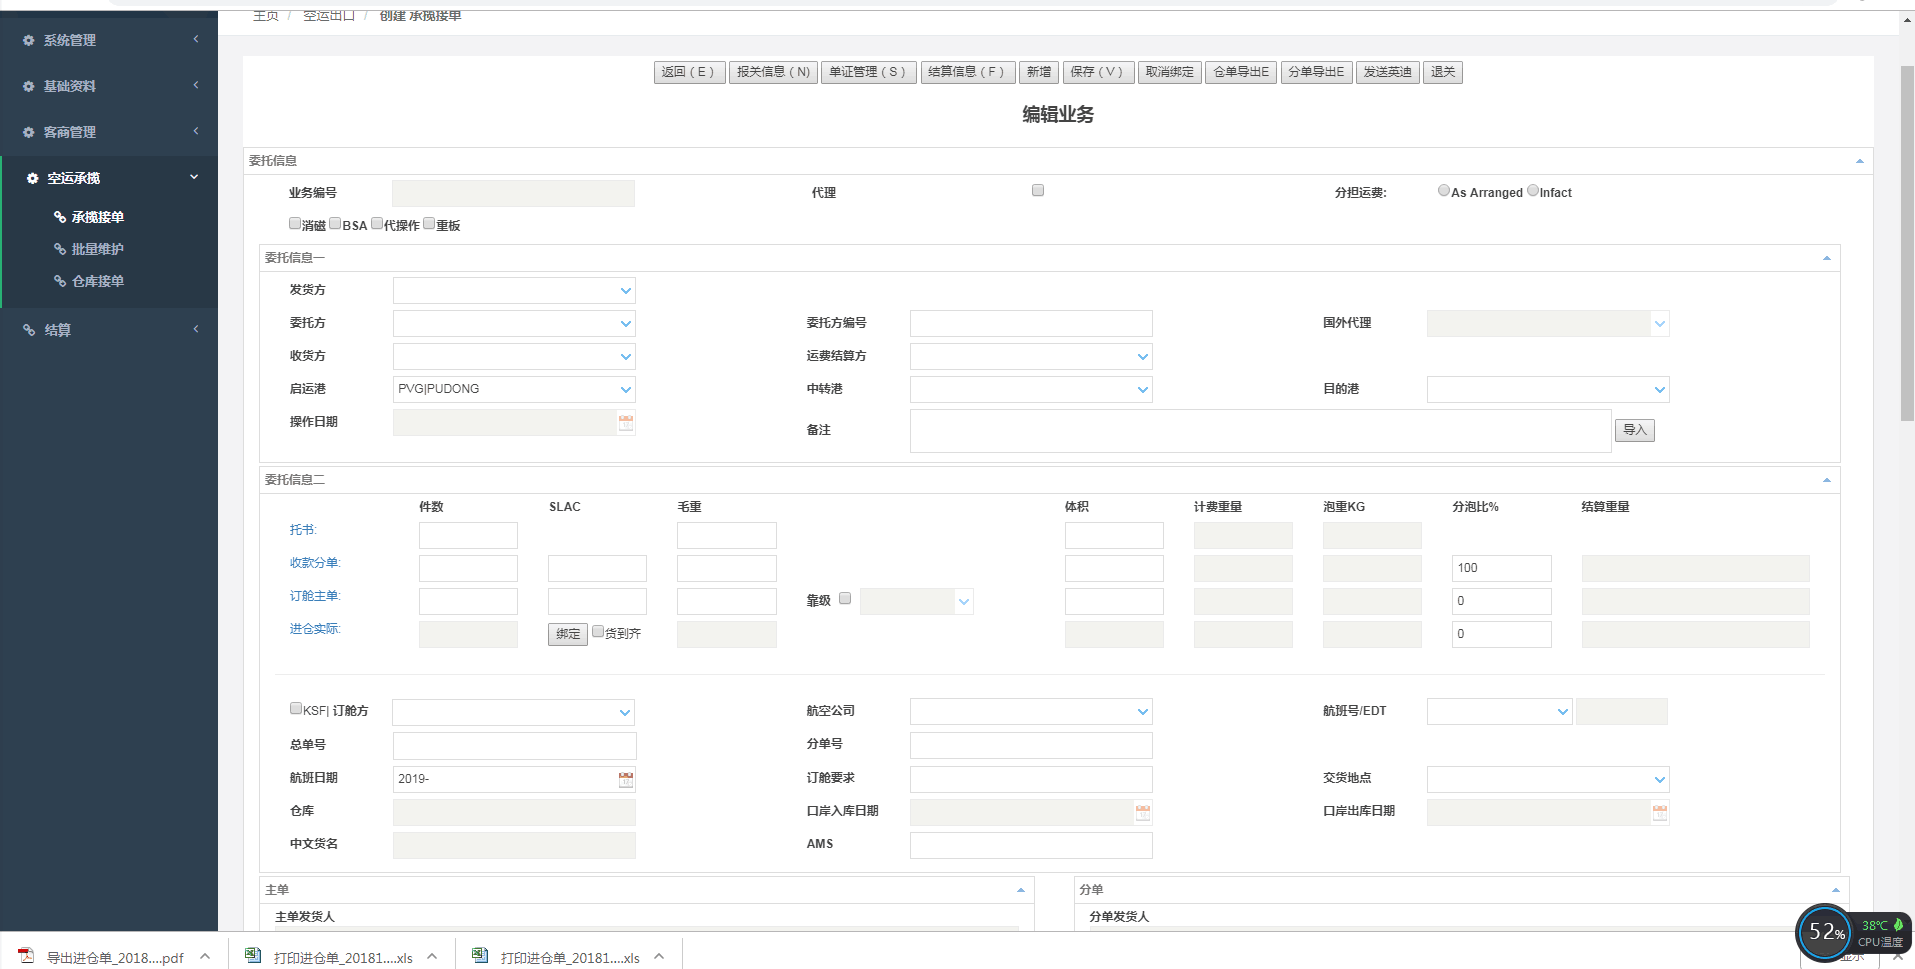 主页 / 空运出口 / 创建 承揽接单
系统管理
基础资料
客商管理
空运承揽
承揽接单
批量维护
仓库接单
结算
返回（E） 报关信息（N） 单证管理（S） 结算信息（F） 新增 保存（V） 取消绑定 仓单导出E 分单导出E 发送英迪 退关
编辑业务
委托信息
业务编号 代理 分担运费: As Arranged Infact
消磁 BSA 代操作 重板
委托信息一
发货方
委托方 委托方编号 国外代理
收货方 运费结算方
启运港 PVG|PUDONG 中转港 目的港
操作日期 备注 导入
委托信息二
件数 SLAC 毛重 体积 计费重量 泡重KG 分泡比% 结算重量
托书:
收款分单: 100
订舱主单: 靠级 0
进仓实际: 绑定 货到齐 0
KSF| 订舱方 航空公司 航班号/EDT
总单号 分单号
航班日期 2019- 订舱要求 交货地点
仓库 口岸入库日期 口岸出库日期
中文货名 AMS
主单 分单
主单发货人 分单发货人
52% 38℃
CPU温度
导出进仓单_2018....pdf 打印进仓单_20181....xls 打印进仓单_20181....xls 显示